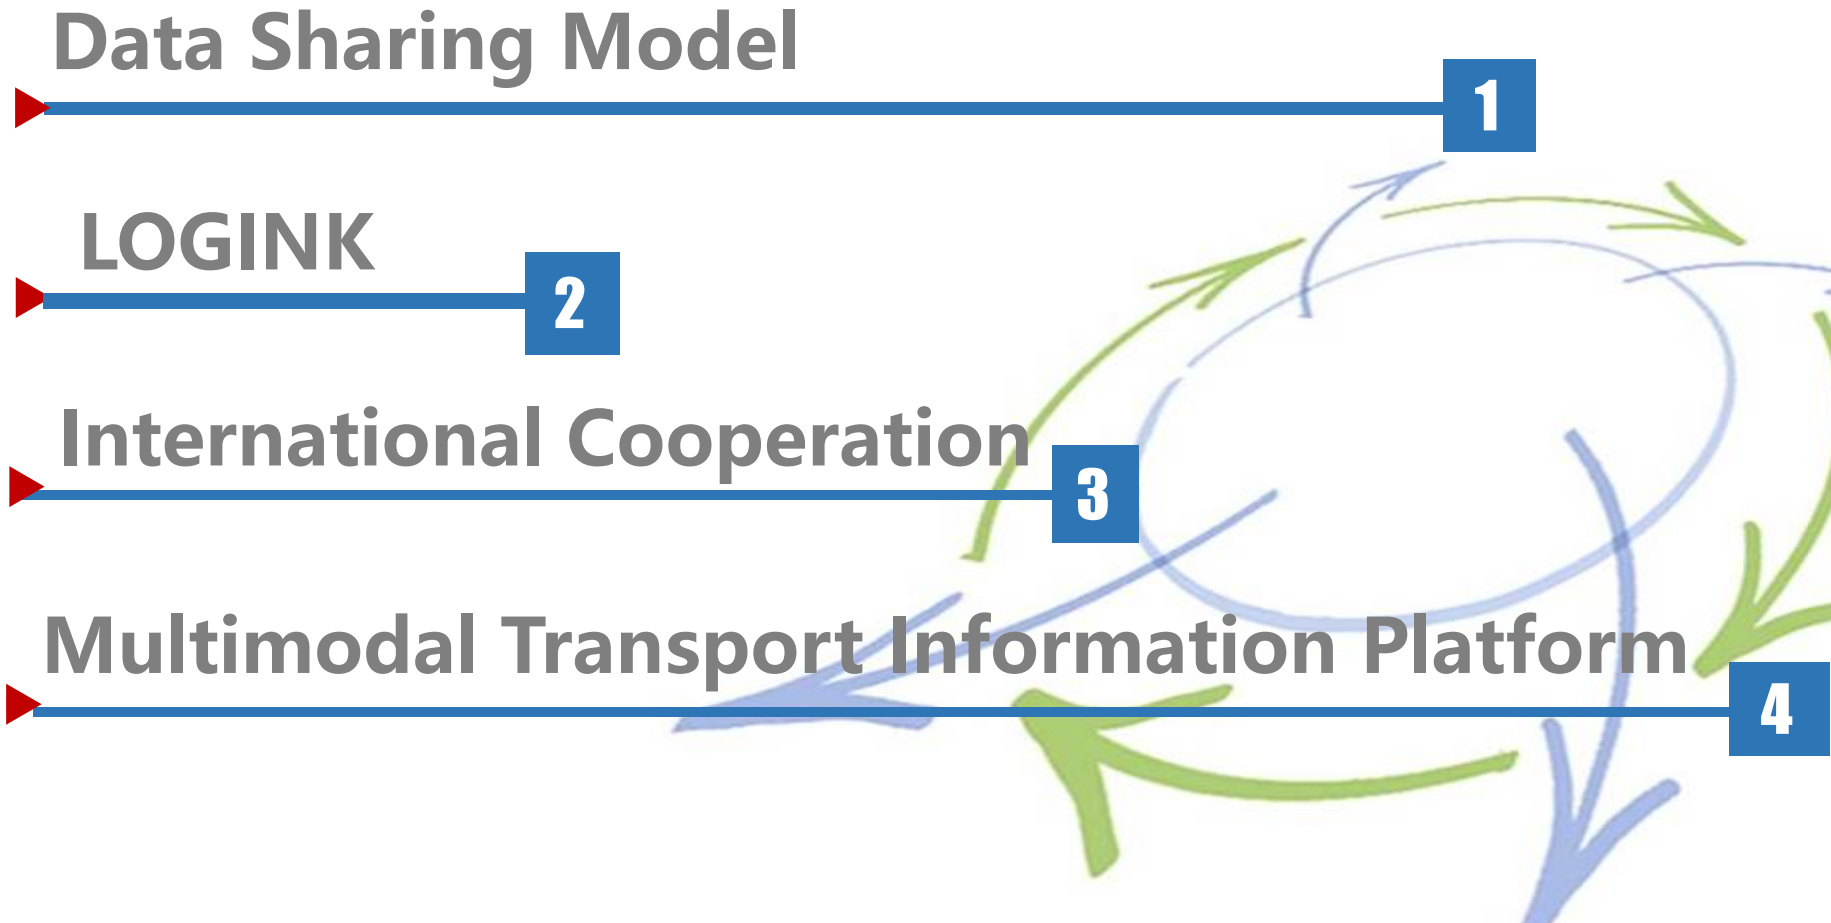 Data Sharing Model
1
LOGINK
2
International Cooperation
3
Multimodal Transport Information Platform
4